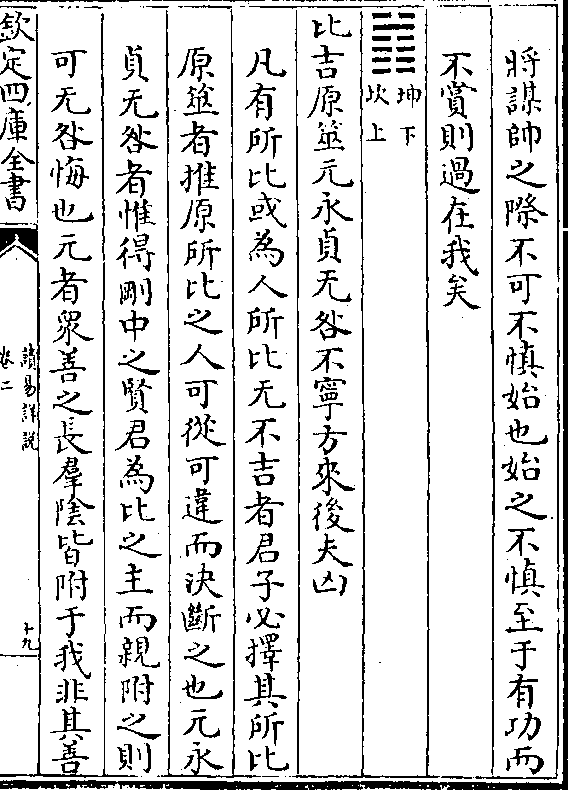 將謀帥之際不可不慎始也始之不慎至于有功而
不賞則過在我矣
坤下
坎上
比吉原筮元永貞无咎不寧方來後夫凶
凡有所比或為人所比无不吉者君子必擇其所比
原筮者推原所比之人可從可違而決斷之也元永
貞无咎者惟得剛中之賢君為比之主而親附之則
可无咎悔也元者衆善之長羣陰皆附于我非其善
欽定四庫全書
讀易詳說
卷二
十九